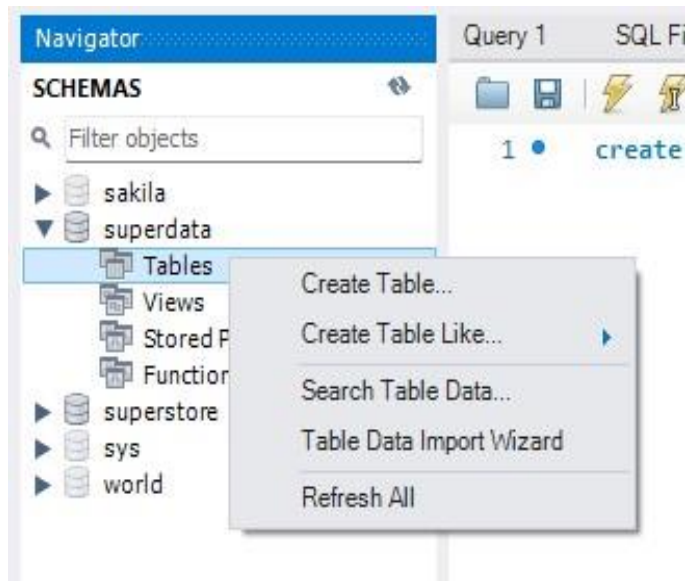 Navigator
SCHEMAS
Filter objects
sakila
superdata
Tables
Views
Stored P
Function
superstore
sys
world
Query 1 SQL Fi
1 create
Create Table...
Create Table Like...
Search Table Data...
Table Data Import Wizard
Refresh All